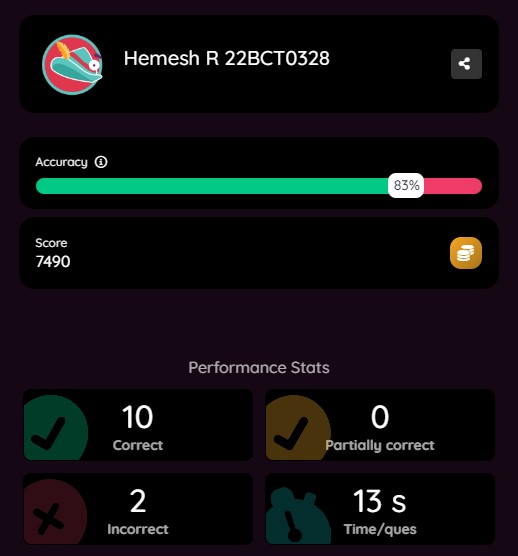 Hemesh R 22BCT0328
Accuracy
83%
Score
7490
Performance Stats
10
Correct
0
Partially correct
2
Incorrect
13 s
Time/ques